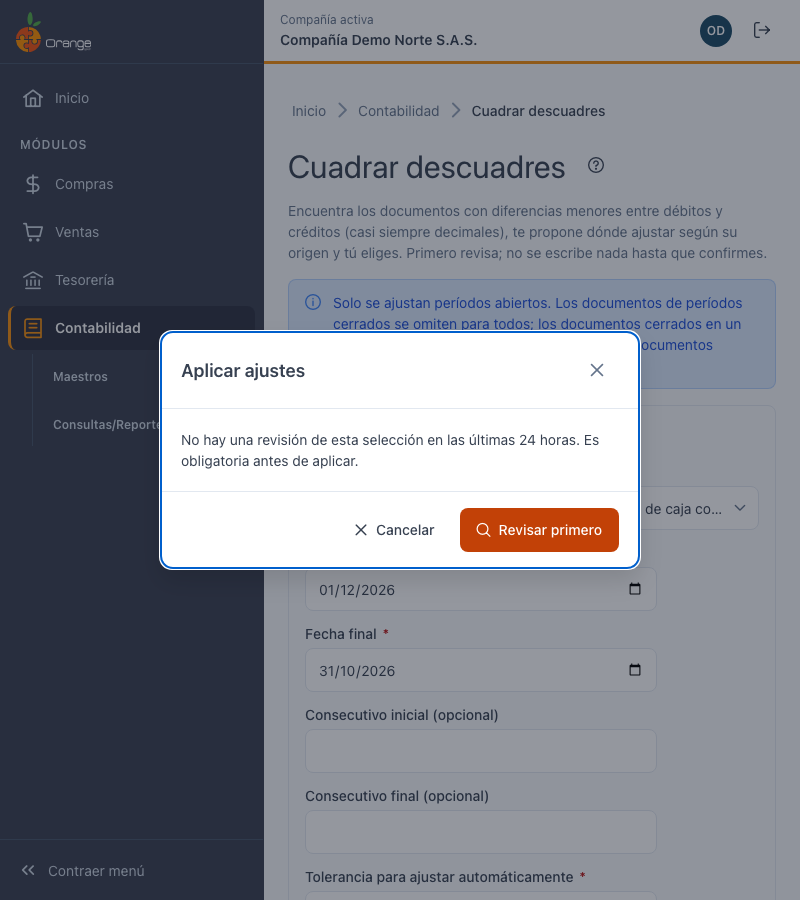 Orange
Compañía activa
Compañía Demo Norte S.A.S.
OD
Inicio
MÓDULOS
Compras
Ventas
Tesorería
Contabilidad
Maestros
Consultas/Reporte
Contraer menú
Inicio
Contabilidad
Cuadrar descuadres
Cuadrar descuadres
Encuentra los documentos con diferencias menores entre débitos y
créditos (casi siempre decimales), te propone dónde ajustar según su
origen y tú eliges. Primero revisa; no se escribe nada hasta que confirmes.
Solo se ajustan períodos abiertos. Los documentos de períodos
cerrados se omiten para todos; los documentos cerrados en un
ocumentos
Aplicar ajustes
No hay una revisión de esta selección en las últimas 24 horas. Es
obligatoria antes de aplicar.
Cancelar
Revisar primero
de caja co...
01/12/2026
Fecha final *
31/10/2026
Consecutivo inicial (opcional)
Consecutivo final (opcional)
Tolerancia para ajustar automáticamente *